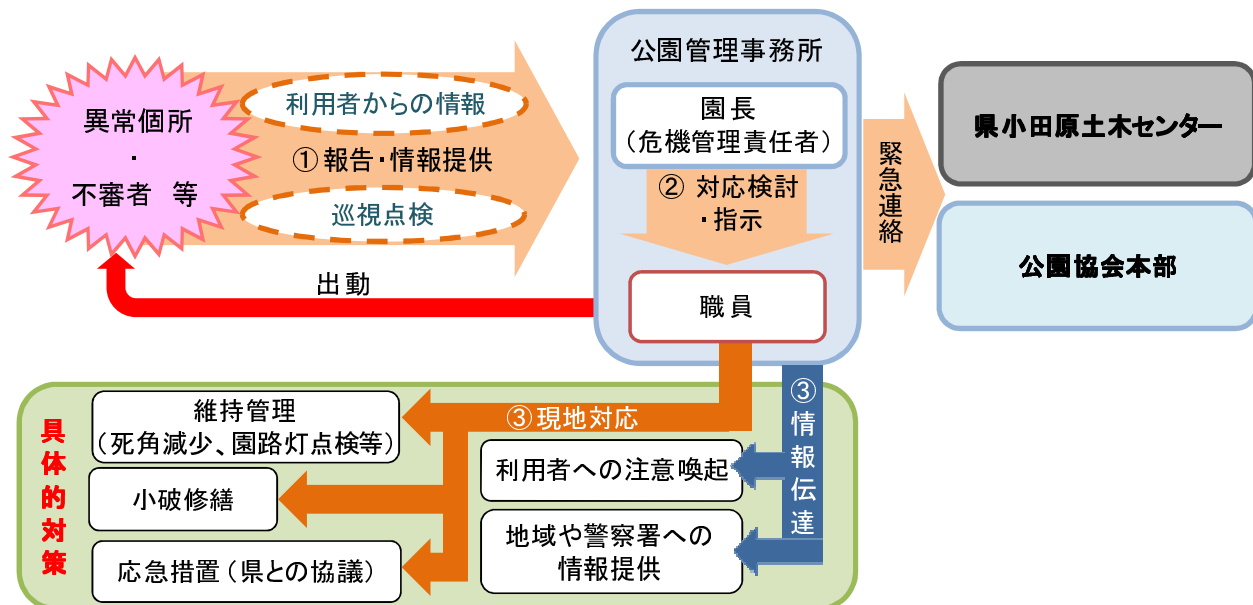 異常個所
・
不審者 等
利用者からの情報
①報告・情報提供
巡視点検
出動
公園管理事務所
園長
（危機管理責任者）
② 対応検討
・指示
職員
緊急連絡
県小田原土木センター
公園協会本部
具体的対策
③現地対応
維持管理
（死角減少、園路灯点検等）
小破修繕
応急措置（県との協議）
③情報伝達
利用者への注意喚起
地域や警察署への
情報提供